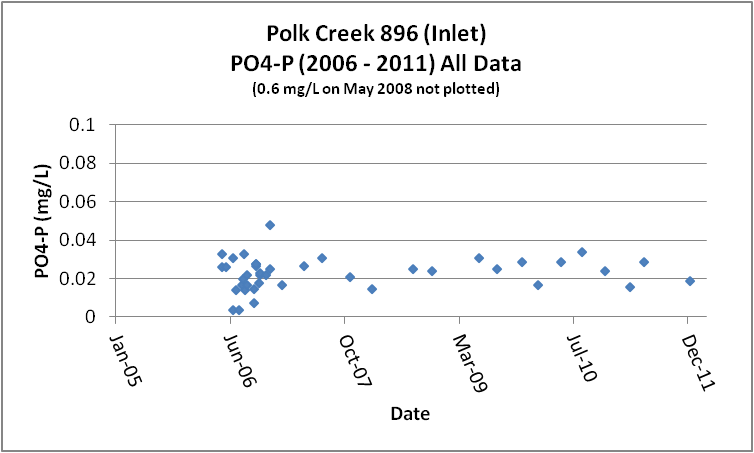 Polk Creek 896 (Inlet)
PO4-P (2006 - 2011) All Data
(0.6 mg/L on May 2008 not plotted)
PO4-P (mg/L)
0.1
0.08
0.06
0.04
0.02
0
Jan-05
Jun-06
Oct-07
Mar-09
Jul-10
Dec-11
Date